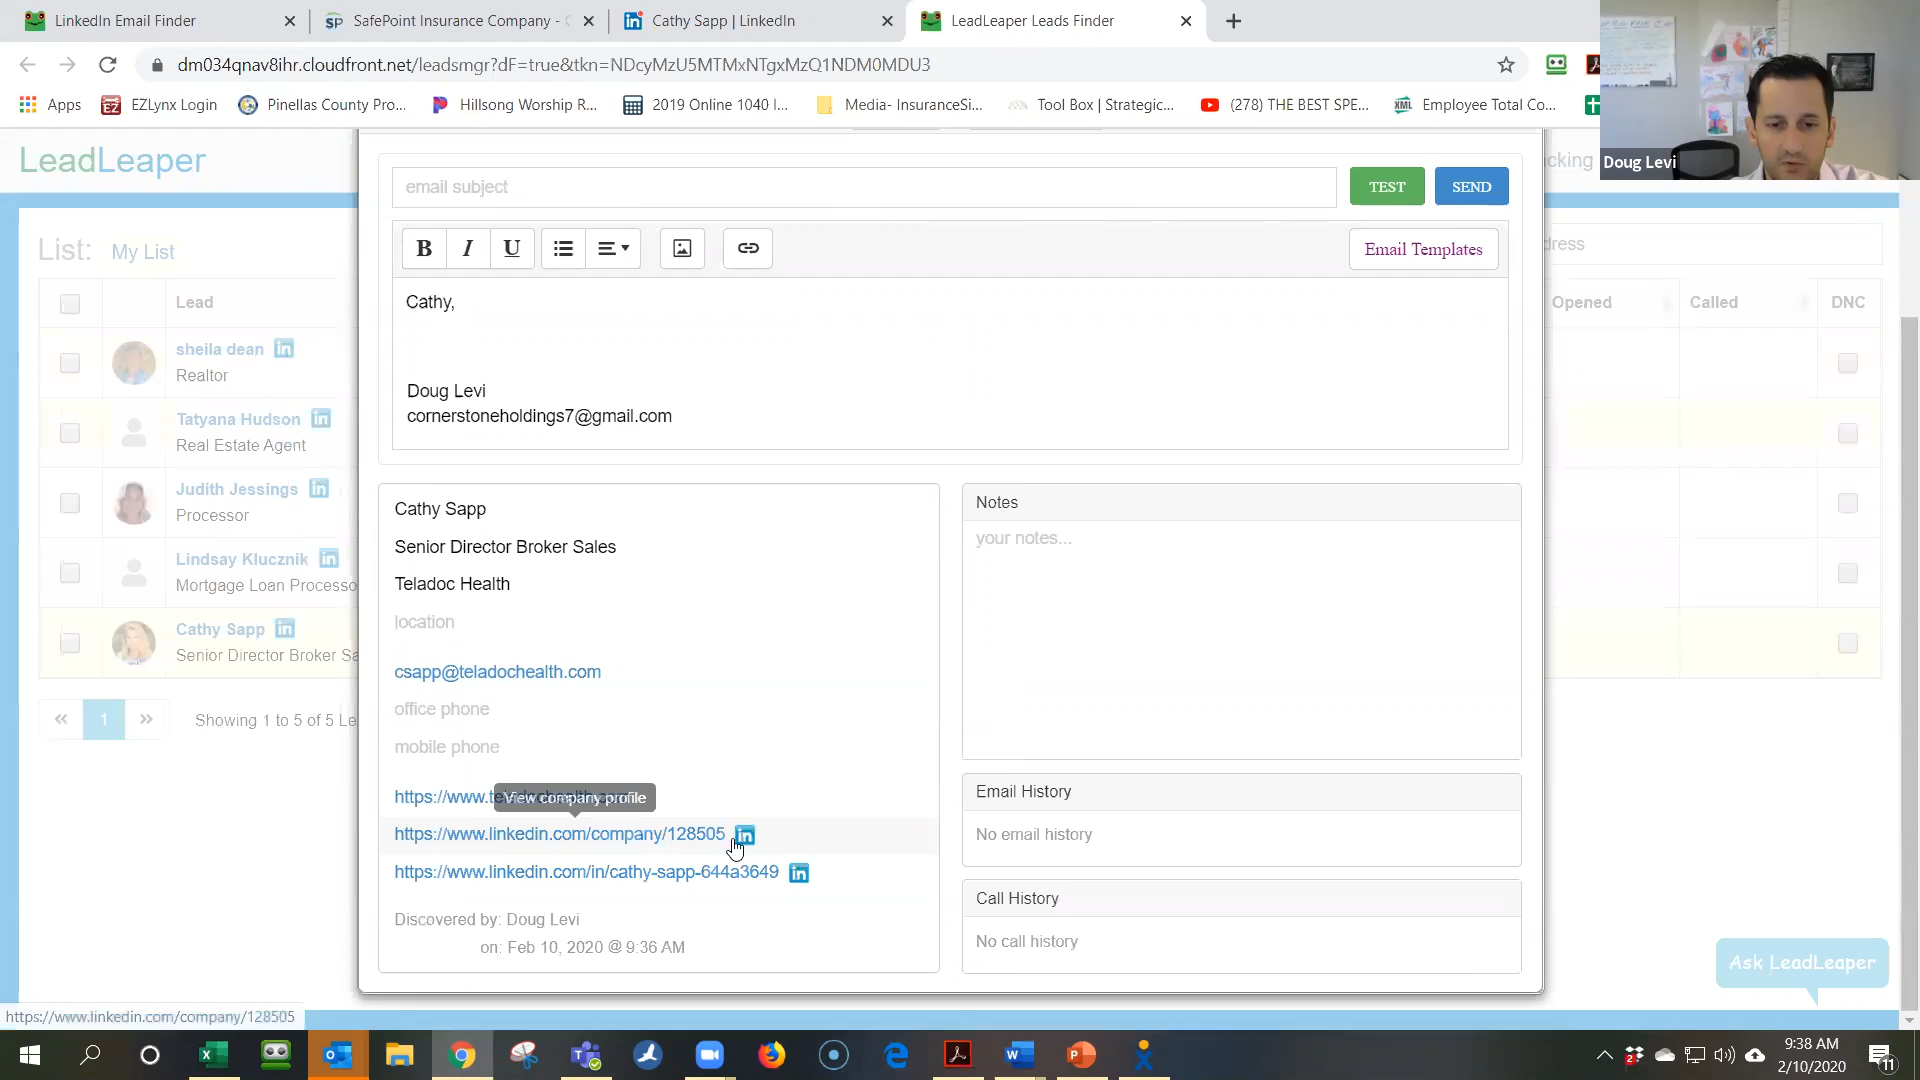 LinkedIn Email Finder
SafePoint Insurance Company -
Cathy Sapp | LinkedIn
LeadLeaper Leads Finder
dm034qnav8ihr.cloudfront.net/leadsmgr?dF=true&tkn=NDcyMzU5MTMxNTgxMzQ1NDM0MDU3
Apps
EZLynx Login
Pinellas County Pro...
Hillsong Worship R...
2019 Online 1040 I...
Media- InsuranceSi...
Tool Box | Strategic...
(278) THE BEST SPE...
Employee Total Co...
Doug Levi
LeadLeaper
email subject
TEST
SEND
List: My List
B I U
Email Templates
Lead
Opened
Called
DNC
Cathy,
Doug Levi
cornerstoneholdings7@gmail.com
sheila dean
Realtor
Tatyana Hudson
Real Estate Agent
Judith Jessings
Processor
Lindsay Klucznik
Mortgage Loan Processo
Cathy Sapp
Senior Director Broker Sa
« 1 »
Showing 1 to 5 of 5 Le
Cathy Sapp
Senior Director Broker Sales
Teladoc Health
location
csapp@teladochealth.com
office phone
mobile phone
https://www.
View company profile
https://www.linkedin.com/company/128505
https://www.linkedin.com/in/cathy-sapp-644a3649
Discovered by: Doug Levi
on: Feb 10, 2020 @ 9:36 AM
Notes
your notes...
Email History
No email history
Call History
No call history
Ask LeadLeaper
https://www.linkedin.com/company/128505
9:38 AM
2/10/2020
11